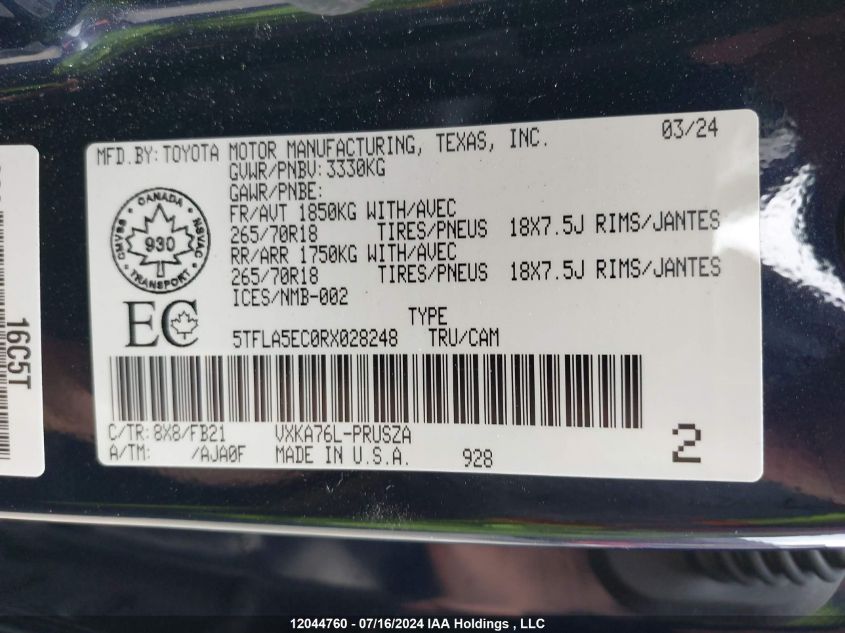 MFD.BY: TOYOTA MOTOR MANUFACTURING, TEXAS, INC. 03/24
GVWR/PNBV: 3330KG
GAWR/PNBE:
FR/AVT 1850KG WITH/AVEC
265/70R18 TIRES/PNEUS 18X7.5J RIMS/JANTES
RR/ARR 1750KG WITH/AVEC
265/70R18 TIRES/PNEUS 18X7.5J RIMS/JANTES
ICES/NMB-002
CANADA
CMVSS 930 NSVAC
TRANSPORT
EC
TYPE
5TFLA5EC0RX028248 TRU/CAM
C/TR: 8X8/FB21 VXKA76L-PRUSZA
A/TM: /AJA0F MADE IN U.S.A. 928
2
16C5T
12044760 - 07/16/2024 IAA Holdings , LLC